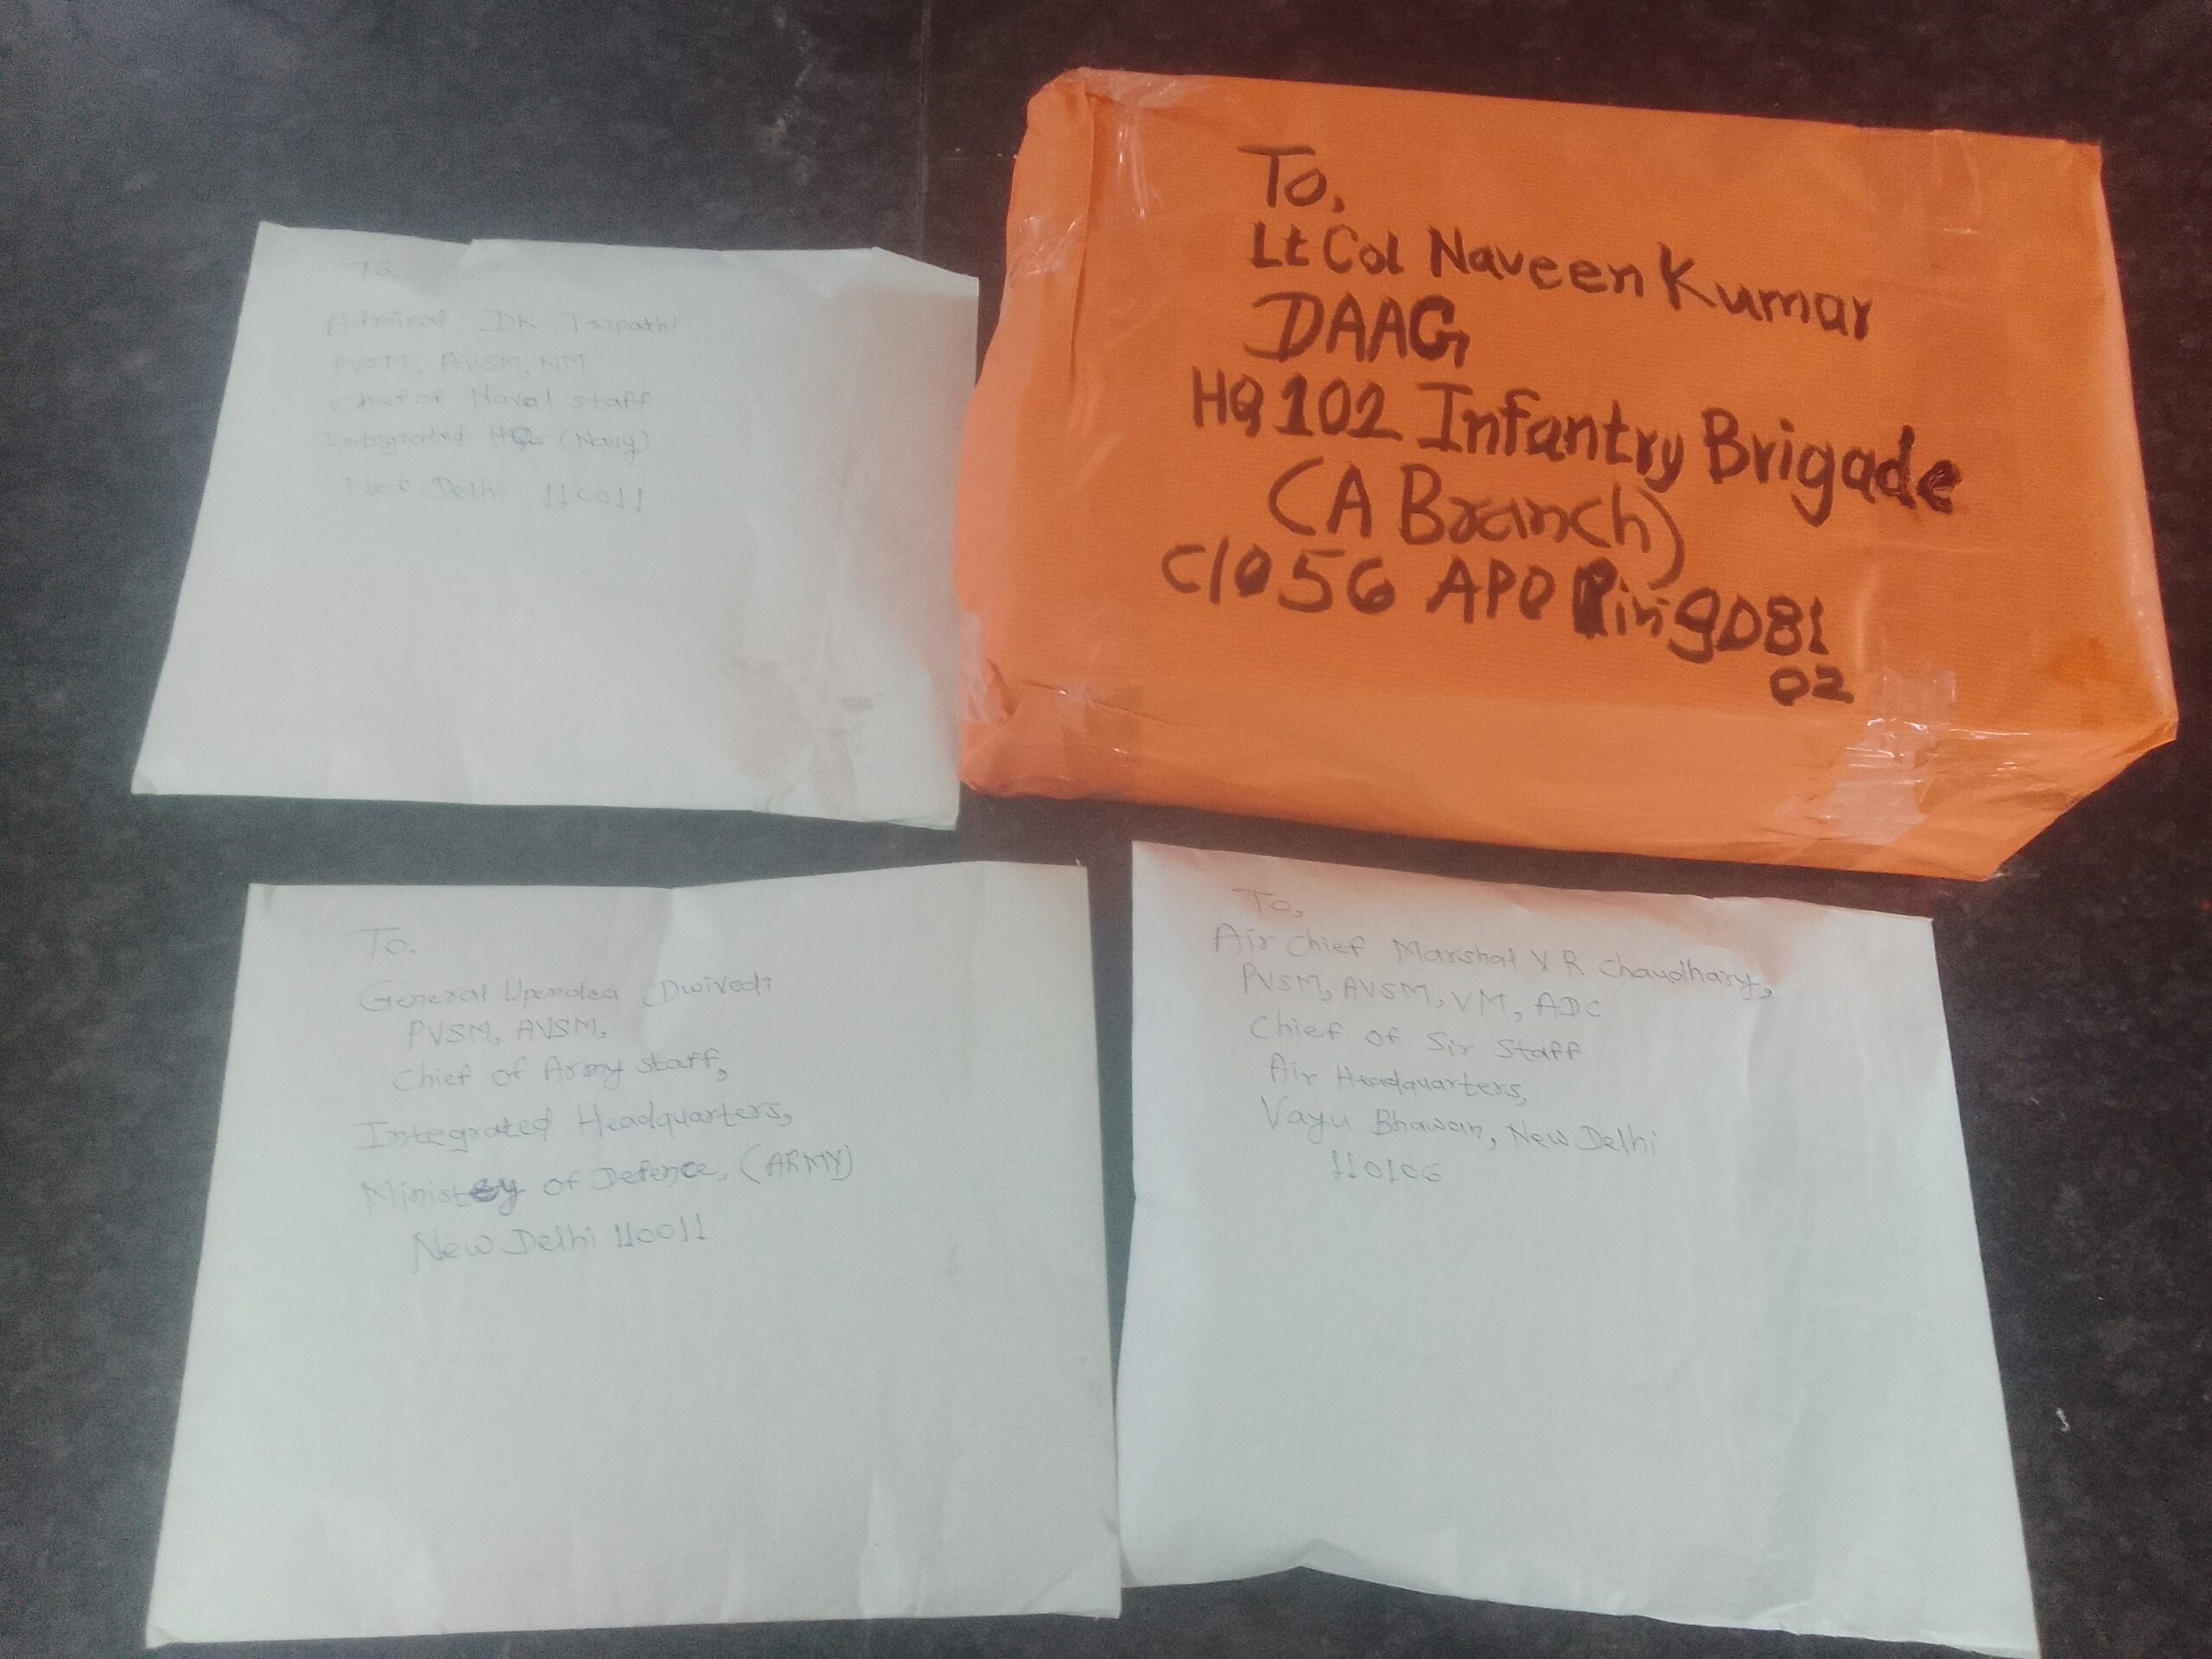 To
Admiral DK Tripathi
PVSM, AVSM, NM
Chief of Naval staff
Integrated HQs (Navy)
New Delhi 110011
To,
Lt Col Naveen Kumar
DAAG
HQ 102 Infantry Brigade
(A Branch)
C/O 56 APO Pin 9081
02
To.
General Upendra Dwivedi
PVSM, AVSM,
Chief of Army staff,
Integrated Headquarters,
Ministry of Defence, (ARMY)
New Delhi 110011
To,
Air Chief Marshal V R Chaudhary,
PVSM, AVSM, VM, ADC
Chief of Sir Staff
Air Headquarters,
Vayu Bhawan, New Delhi
110106